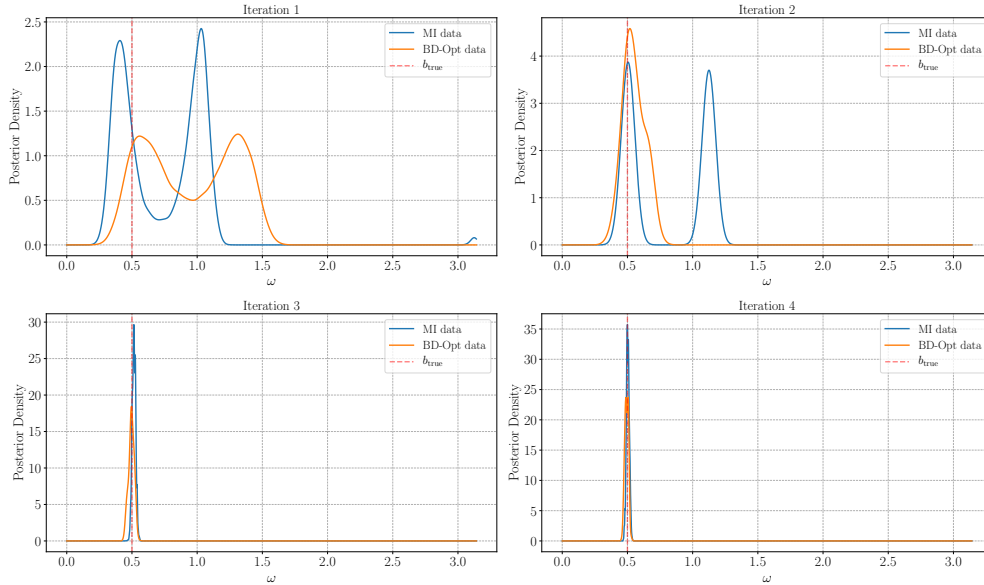 Iteration 1
Posterior Density
2.5
2.0
1.5
1.0
0.5
0.0
MI data
BD-Opt data
b_true
0.0 0.5 1.0 1.5 2.0 2.5 3.0
ω
Iteration 2
Posterior Density
4
3
2
1
0
MI data
BD-Opt data
b_true
0.0 0.5 1.0 1.5 2.0 2.5 3.0
ω
Iteration 3
Posterior Density
30
25
20
15
10
5
0
MI data
BD-Opt data
b_true
0.0 0.5 1.0 1.5 2.0 2.5 3.0
ω
Iteration 4
Posterior Density
35
30
25
20
15
10
5
0
MI data
BD-Opt data
b_true
0.0 0.5 1.0 1.5 2.0 2.5 3.0
ω